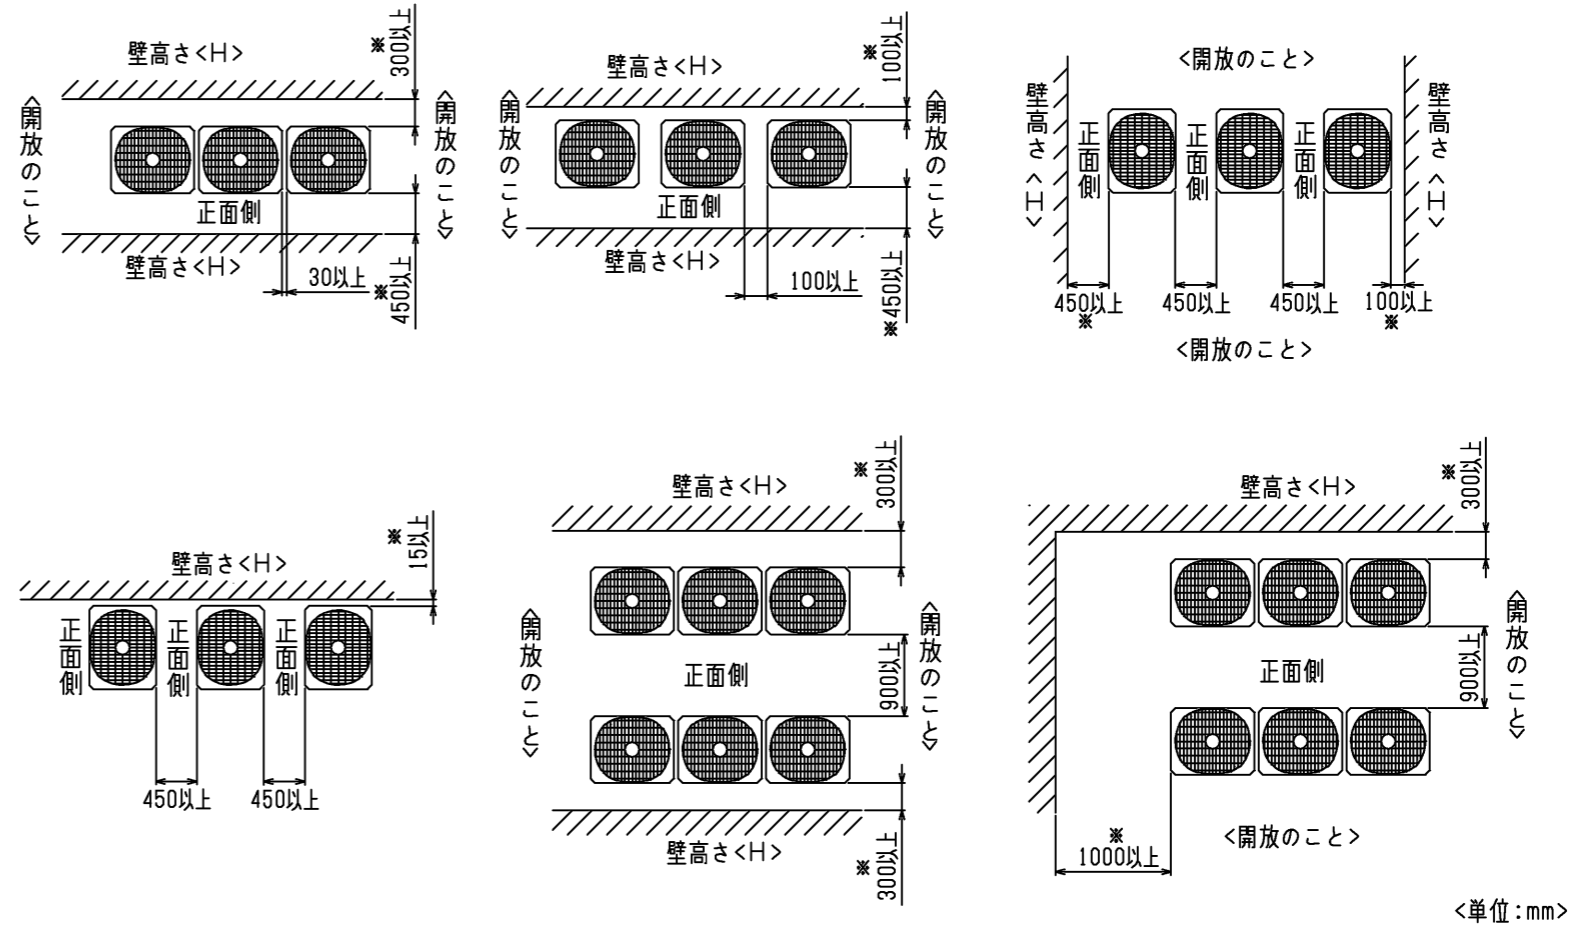 壁高さ<H>
※
300以上
<開放のこと>
<開放のこと>
正面側
壁高さ<H>
30以上
※
450以上
壁高さ<H>
※
100以上
<開放のこと>
<開放のこと>
正面側
壁高さ<H>
100以上
※450以上
<開放のこと>
壁高さ<H>
正面側
正面側
正面側
壁高さ<H>
450以上
※
450以上
450以上
100以上
※
<開放のこと>
壁高さ<H>
※
15以上
正面側
正面側
正面側
450以上
450以上
壁高さ<H>
※
300以上
<開放のこと>
正面側
900以上
<開放のこと>
壁高さ<H>
※
300以上
壁高さ<H>
※
300以上
正面側
900以上
<開放のこと>
※
1000以上
<開放のこと>
<単位:mm>